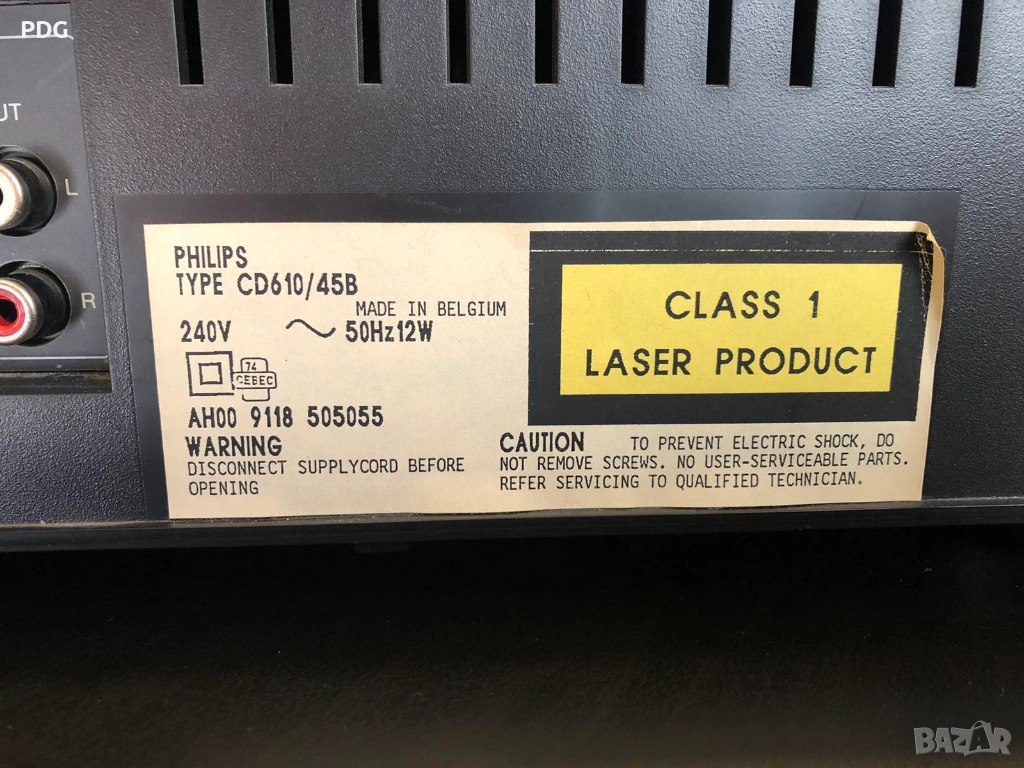 PDG
UT
L
R
PHILIPS
TYPE CD610/45B
MADE IN BELGIUM
240V ~ 50Hz12W
74
CEBEC
AH00 9118 505055
WARNING
DISCONNECT SUPPLYCORD BEFORE
OPENING
CLASS 1
LASER PRODUCT
CAUTION TO PREVENT ELECTRIC SHOCK, DO
NOT REMOVE SCREWS. NO USER-SERVICEABLE PARTS.
REFER SERVICING TO QUALIFIED TECHNICIAN.
BAZAR